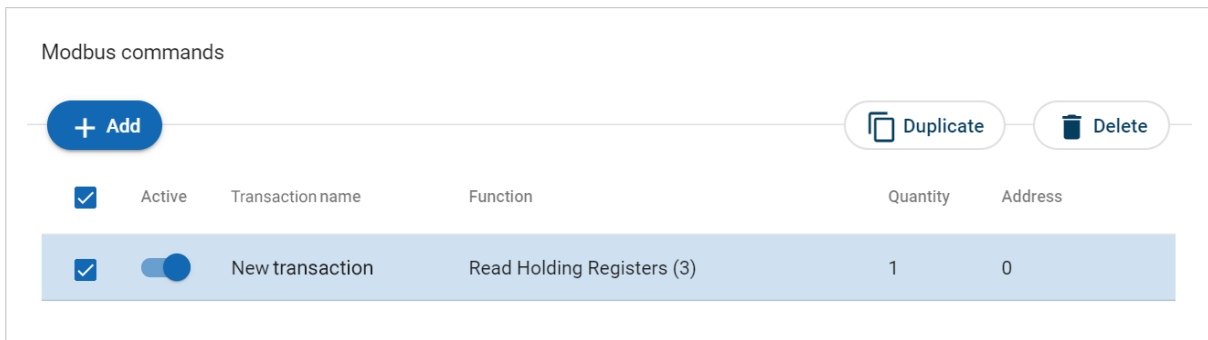 Modbus commands
Add Duplicate Delete
Active Transaction name Function Quantity Address
New transaction Read Holding Registers (3) 1 0